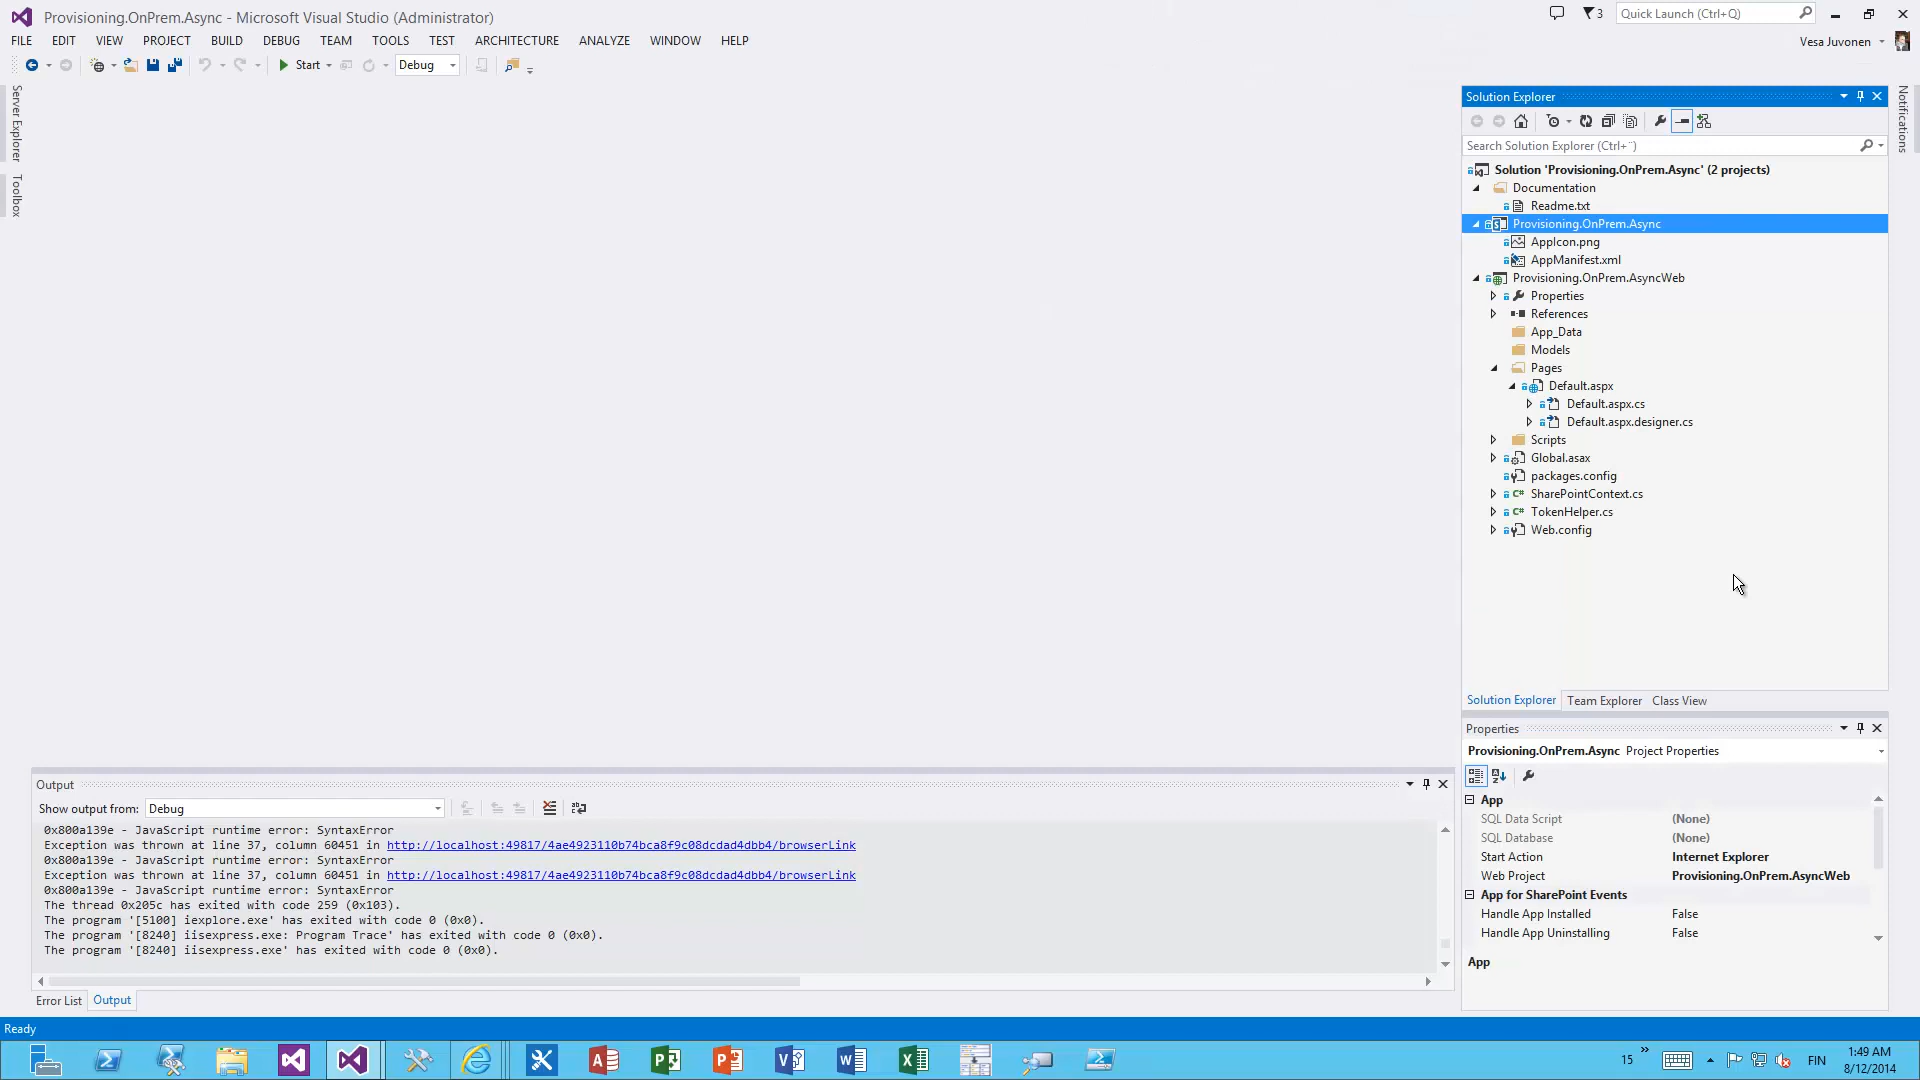 Provisioning.OnPrem.Async - Microsoft Visual Studio (Administrator)
3
Quick Launch (Ctrl+Q)
FILE EDIT VIEW PROJECT BUILD DEBUG TEAM TOOLS TEST ARCHITECTURE ANALYZE WINDOW HELP
Vesa Juvonen
Start
Debug
Server Explorer
Toolbox
Notifications
Solution Explorer
Search Solution Explorer (Ctrl+¨)
Solution 'Provisioning.OnPrem.Async' (2 projects)
Documentation
Readme.txt
Provisioning.OnPrem.Async
AppIcon.png
AppManifest.xml
Provisioning.OnPrem.AsyncWeb
Properties
References
App_Data
Models
Pages
Default.aspx
Default.aspx.cs
Default.aspx.designer.cs
Scripts
Global.asax
packages.config
C# SharePointContext.cs
C# TokenHelper.cs
Web.config
Solution Explorer Team Explorer Class View
Properties
Provisioning.OnPrem.Async Project Properties
App
SQL Data Script (None)
SQL Database (None)
Start Action Internet Explorer
Web Project Provisioning.OnPrem.AsyncWeb
App for SharePoint Events
Handle App Installed False
Handle App Uninstalling False
App
Output
Show output from: Debug
0x800a139e - JavaScript runtime error: SyntaxError
Exception was thrown at line 37, column 60451 in http://localhost:49817/4ae4923110b74bca8f9c08dcdad4dbb4/browserLink
0x800a139e - JavaScript runtime error: SyntaxError
Exception was thrown at line 37, column 60451 in http://localhost:49817/4ae4923110b74bca8f9c08dcdad4dbb4/browserLink
0x800a139e - JavaScript runtime error: SyntaxError
The thread 0x205c has exited with code 259 (0x103).
The program '[5100] iexplore.exe' has exited with code 0 (0x0).
The program '[8240] iisexpress.exe: Program Trace' has exited with code 0 (0x0).
The program '[8240] iisexpress.exe' has exited with code 0 (0x0).
Error List Output
Ready
15
FIN
1:49 AM
8/12/2014